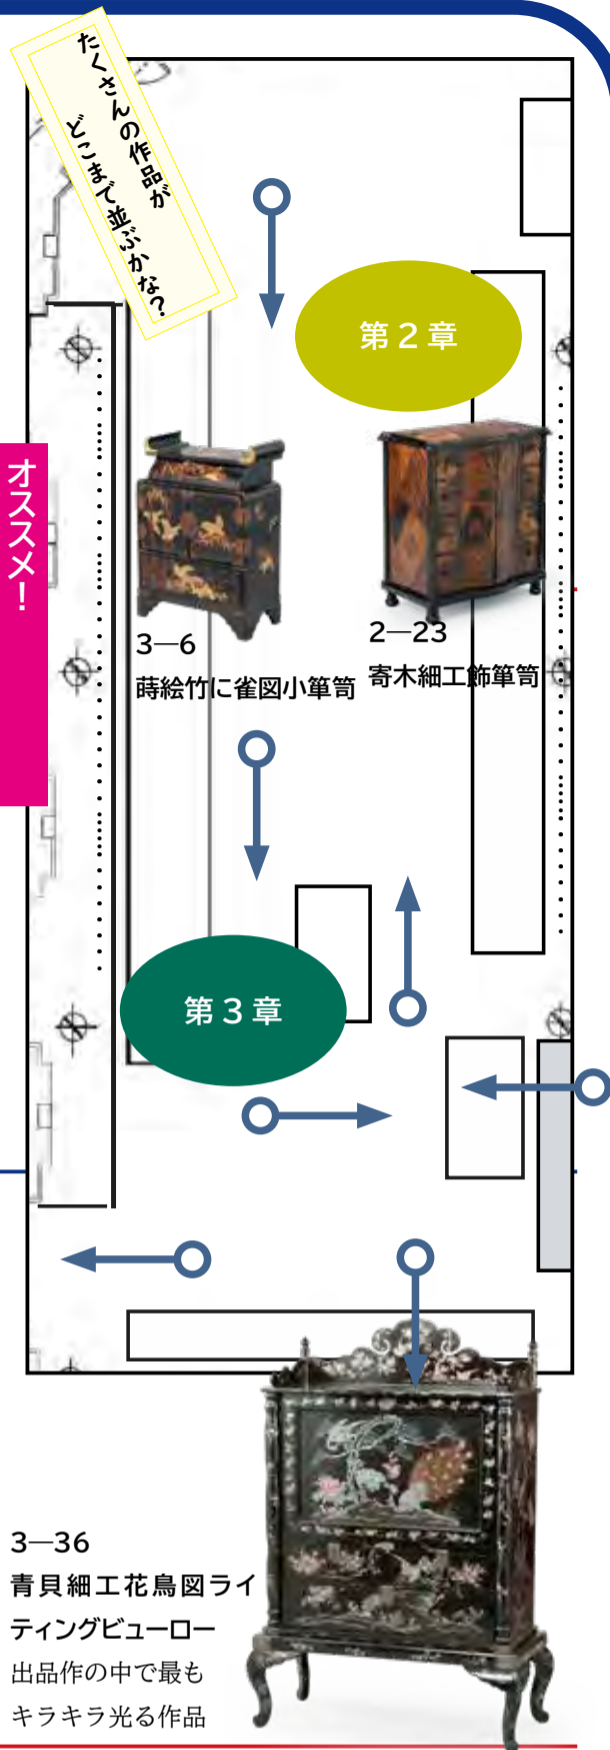 たくさんの作品が
どこまで並ぶかな？
第２章
オススメ！
3―6
蒔絵竹に雀図小箪笥
2―23
寄木細工飾箪笥
第３章
3―36
青貝細工花鳥図ライ
ティングビューロー
出品作の中で最も
キラキラ光る作品